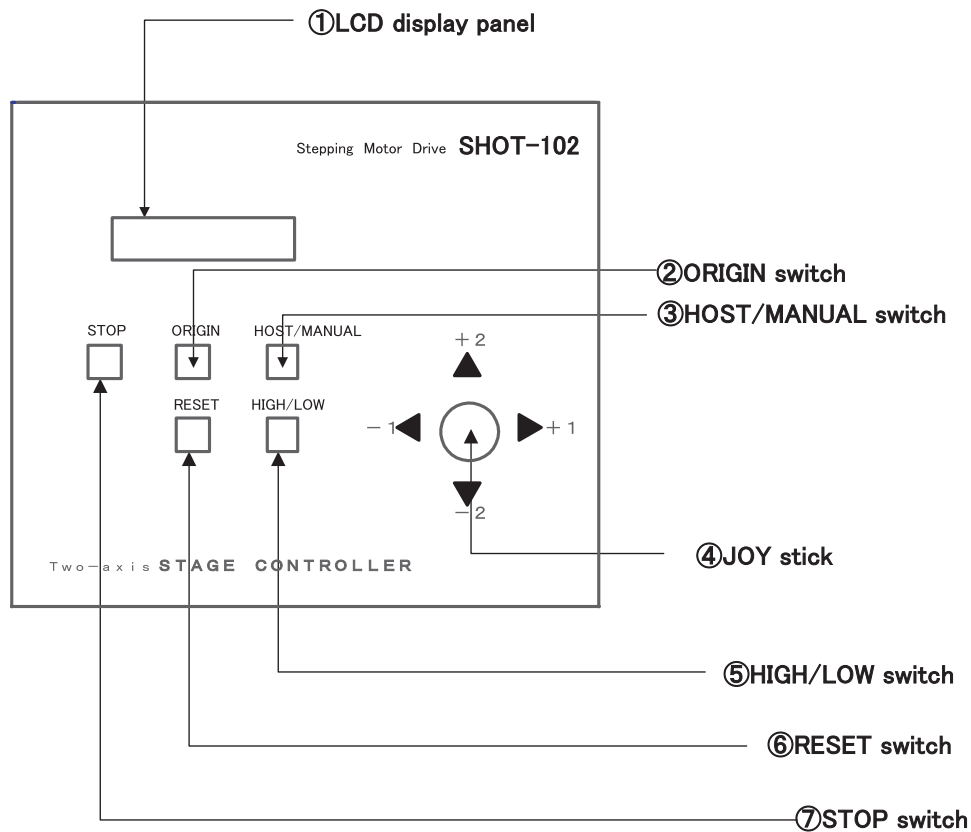 ①LCD display panel
Stepping Motor Drive SHOT-102
②ORIGIN switch
③HOST/MANUAL switch
STOP ORIGIN HOST/MANUAL
+2
RESET HIGH/LOW
-1 +1
-2
④JOY stick
Two-axis STAGE CONTROLLER
⑤HIGH/LOW switch
⑥RESET switch
⑦STOP switch